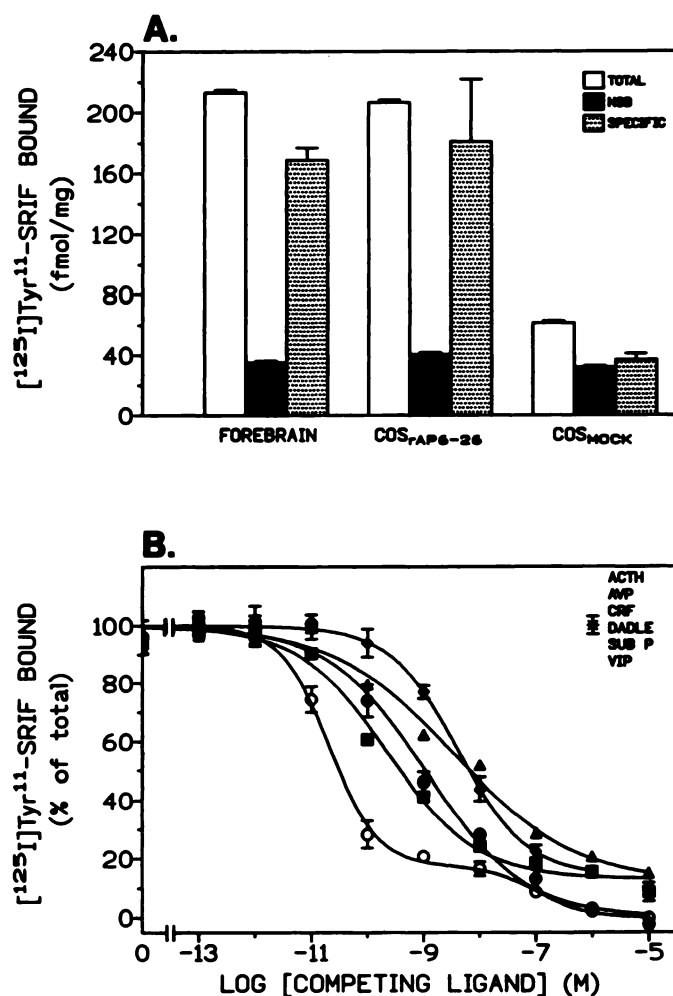 A.
[125I]Tyr11-SRIF BOUND
(fmol/mg)
240
200
160
120
80
40
0
TOTAL
NSB
SPECIFIC
FOREBRAIN
COSrAP6-26
COSMOCK
B.
[125I]Tyr11-SRIF BOUND
(% of total)
100
80
60
40
20
0
ACTH
AVP
CRF
DADLE
SUB P
VIP
0
-13
-11
-9
-7
-5
LOG [COMPETING LIGAND] (M)